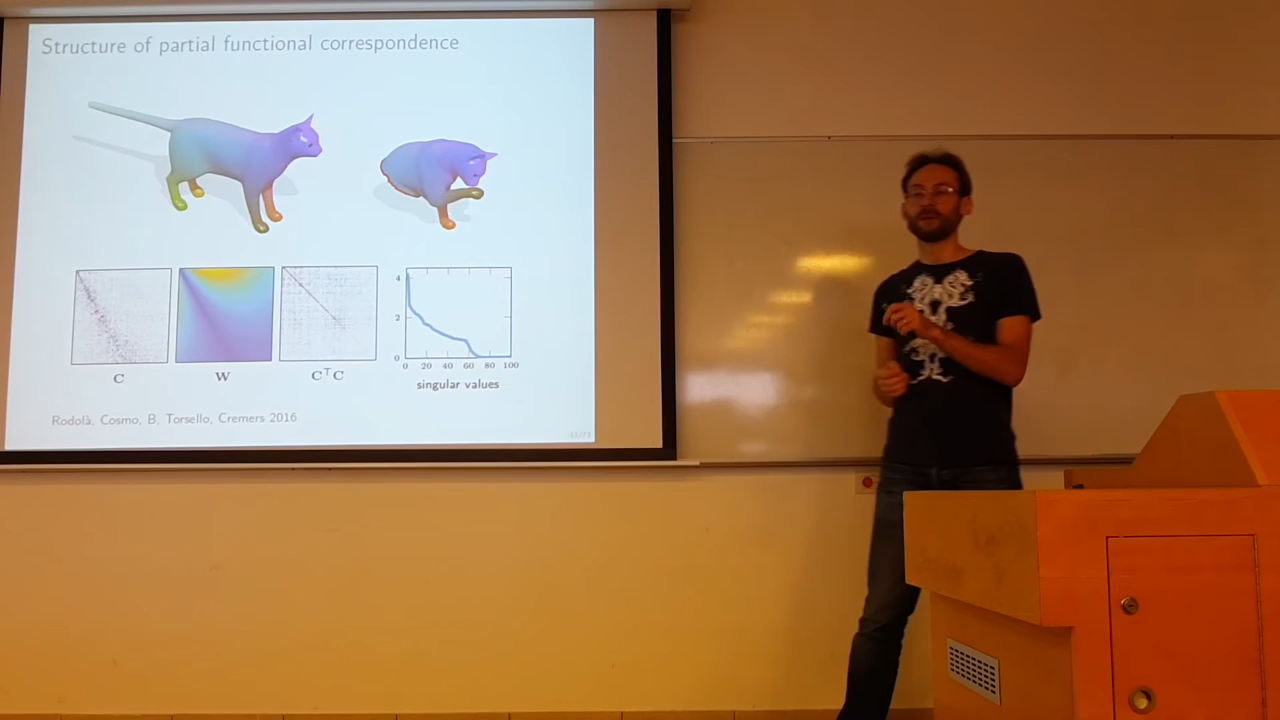 Structure of partial functional correspondence
4
2
0
0 20 40 60 80 100
C
W
C⊤C
singular values
Rodolà, Cosmo, B, Torsello, Cremers 2016